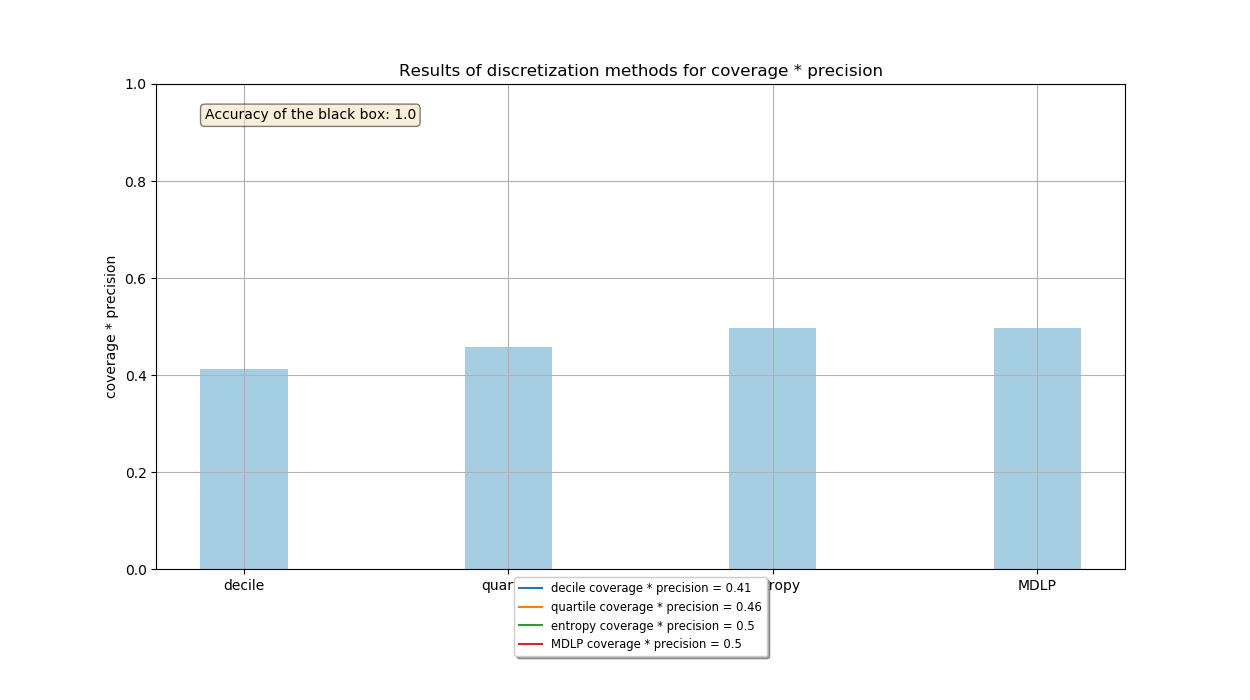 Results of discretization methods for coverage * precision
Accuracy of the black box: 1.0
coverage * precision
1.0
0.8
0.6
0.4
0.2
0.0
decile quar ropy MDLP
decile coverage * precision = 0.41
quartile coverage * precision = 0.46
entropy coverage * precision = 0.5
MDLP coverage * precision = 0.5